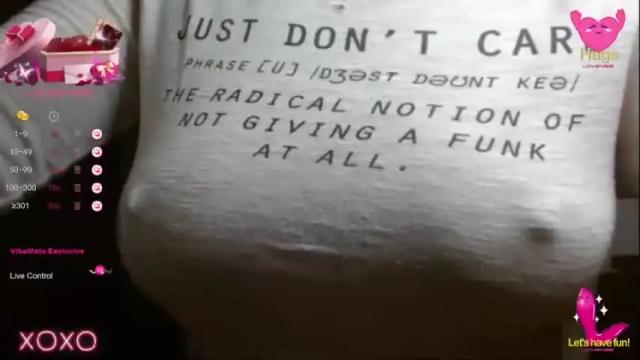 JUST DON'T CAR
PHRASE [U] /DƷƏST DƏƱNT KEƏ/
THE RADICAL NOTION OF
NOT GIVING A FUNK
AT ALL.
Hugs
LOVENSE
1~9
10~49
50~99
100~300
≥301
VibeMate Exclusive
Live Control
XOXO
Let's have fun!